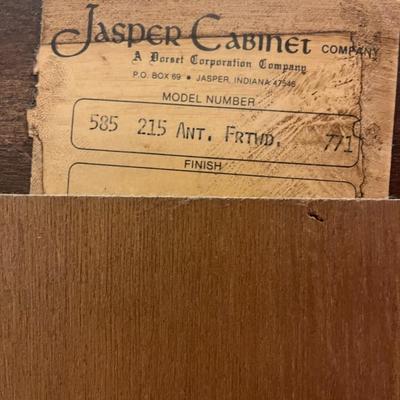 Jasper Cabinet COMPANY
A Dorset Corporation Company
P.O. BOX 69 • JASPER, INDIANA 47546
MODEL NUMBER
585 215 ANT. FRTWD. 771
FINISH